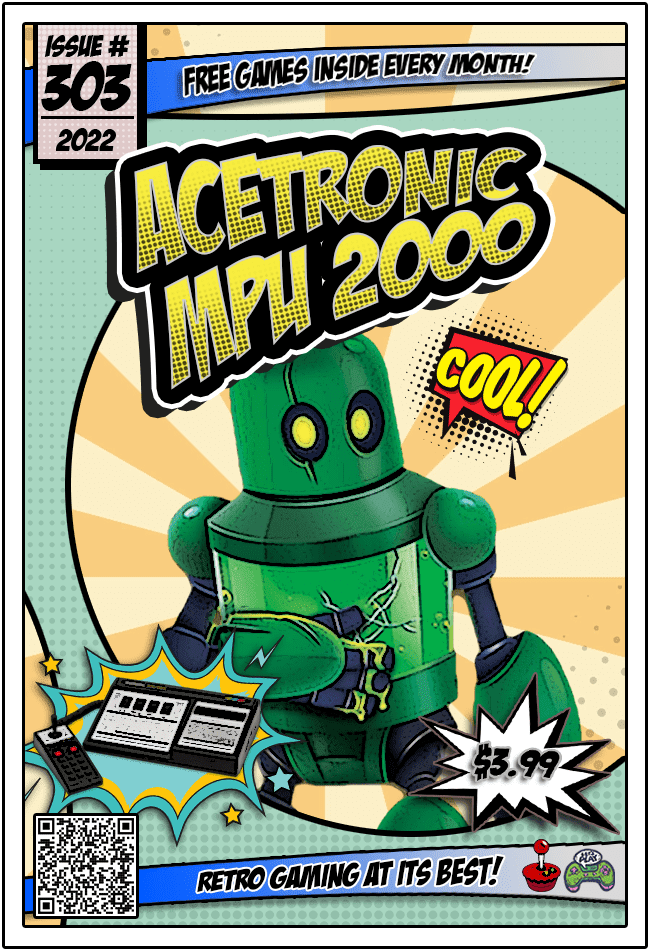 ISSUE #
303
2022
FREE GAMES INSIDE EVERY MONTH!
ACETRONIC
MPU 2000
COOL!
$3.99
RETRO GAMING AT ITS BEST!